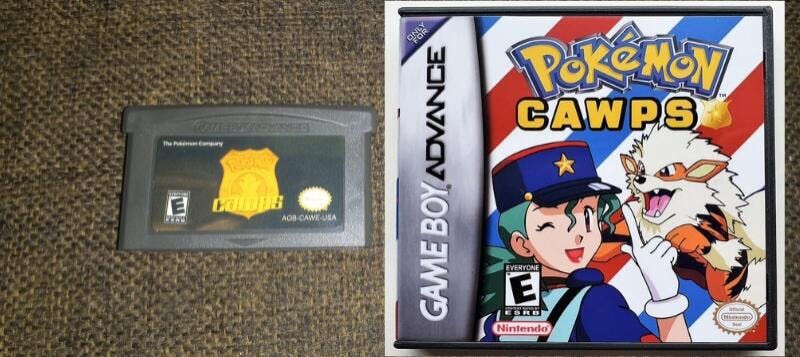 GAME BOY ADVANCE
The Pokémon Company
POKÉMON
CAWPS
EVERYONE
E
ESRB
AGB-CAWE-USA
ONLY
FOR
GAME BOY ADVANCE
POKÉMON
TM
CAWPS
EVERYONE
E
ESRB
Nintendo
Official
Nintendo
Seal